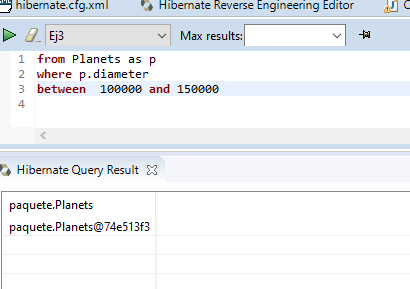 hibernate.cfg.xml Hibernate Reverse Engineering Editor
Ej3 Max results:
1 from Planets as p
2 where p.diameter
3 between 100000 and 150000
4
Hibernate Query Result
paquete.Planets
paquete.Planets@74e513f3